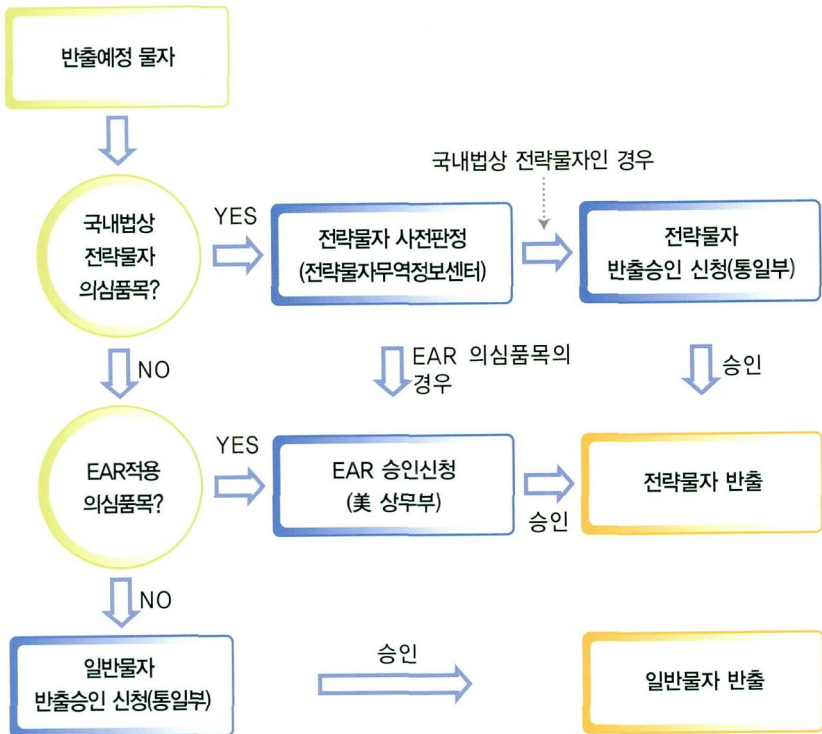 반출예정 물자
국내법상 전략물자인 경우
국내법상
전략물자
의심품목?
YES
전략물자 사전판정
(전략물자무역정보센터)
전략물자
반출승인 신청(통일부)
NO
EAR 의심품목의
경우
승인
EAR적용
의심품목?
YES
EAR 승인신청
(美 상무부)
승인
전략물자 반출
NO
일반물자
반출승인 신청(통일부)
승인
일반물자 반출